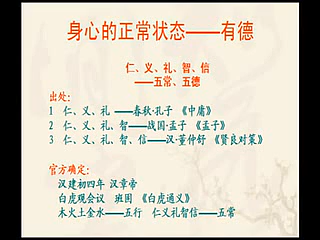 身心的正常状态——有德
仁、义、礼、智、信
——五常、五德
出处：
1 仁、义、礼 ——春秋·孔子 《中庸》
2 仁、义、礼、智——战国·孟子 《孟子》
3 仁、义、礼、智、信——汉·董仲舒 《贤良对策》
官方确定：
汉建初四年 汉章帝
白虎观会议 班固 《白虎通义》
木火土金水——五行 仁义礼智信——五常